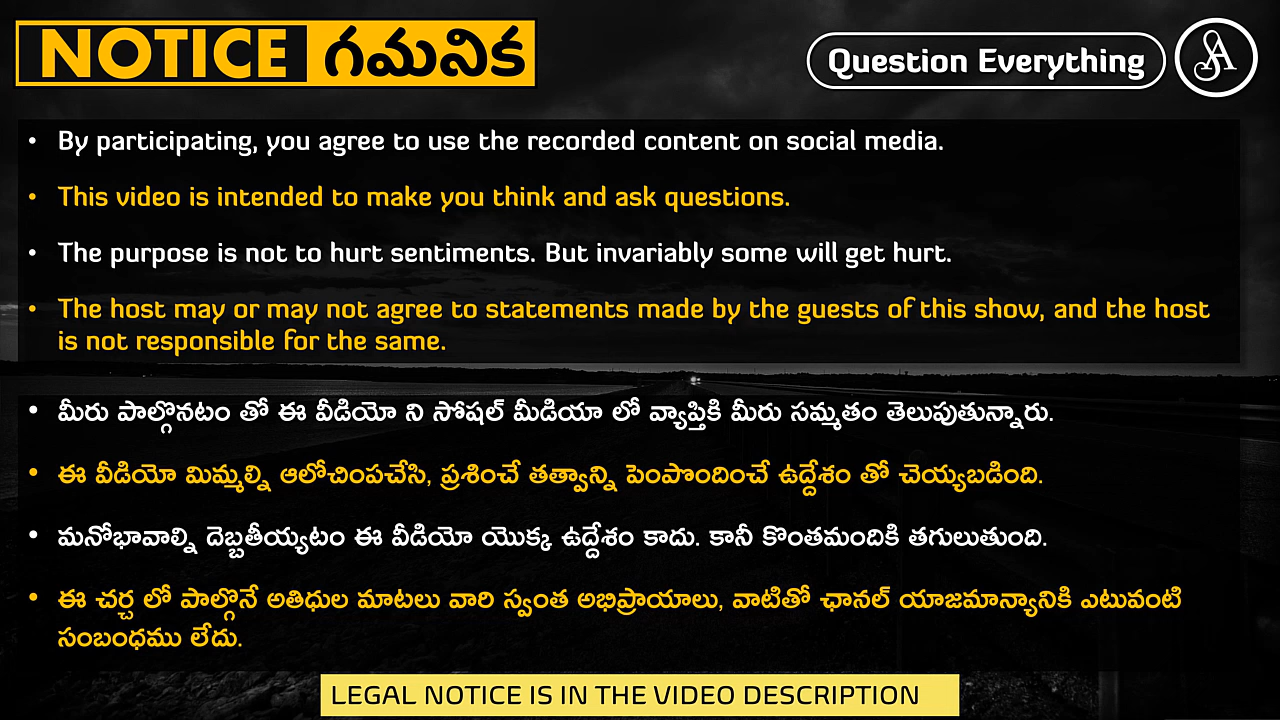 NOTICE గమనిక
Question Everything
• By participating, you agree to use the recorded content on social media.
• This video is intended to make you think and ask questions.
• The purpose is not to hurt sentiments. But invariably some will get hurt.
• The host may or may not agree to statements made by the guests of this show, and the host
is not responsible for the same.
• మీరు పాల్గొనటం తో ఈ వీడియో ని సోషల్ మీడియా లో వ్యాప్తికి మీరు సమ్మతం తెలుపుతున్నారు.
• ఈ వీడియో మిమ్మల్ని ఆలోచింపచేసి, ప్రశించే తత్వాన్ని పెంపొందించే ఉద్దేశం తో చెయ్యబడింది.
• మనోభావాల్ని దెబ్బతీయ్యటం ఈ వీడియో యొక్క ఉద్దేశం కాదు. కానీ కొంతమందికి తగులుతుంది.
• ఈ చర్చ లో పాల్గొనే అతిధుల మాటలు వారి స్వంత అభిప్రాయాలు, వాటితో ఛానల్ యాజమాన్యానికి ఎటువంటి
సంబంధము లేదు.
LEGAL NOTICE IS IN THE VIDEO DESCRIPTION